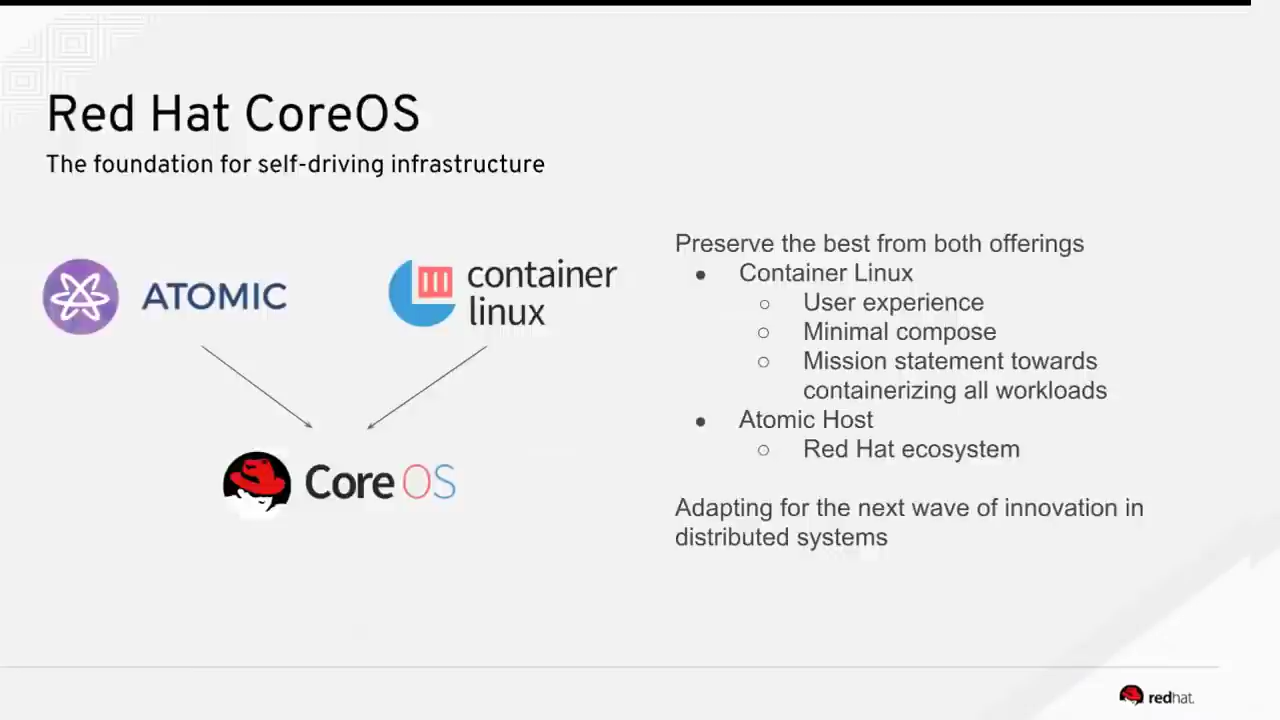 Red Hat CoreOS
The foundation for self-driving infrastructure
ATOMIC
container
linux
Core OS
Preserve the best from both offerings
● Container Linux
○ User experience
○ Minimal compose
○ Mission statement towards
containerizing all workloads
● Atomic Host
○ Red Hat ecosystem
Adapting for the next wave of innovation in
distributed systems
redhat.